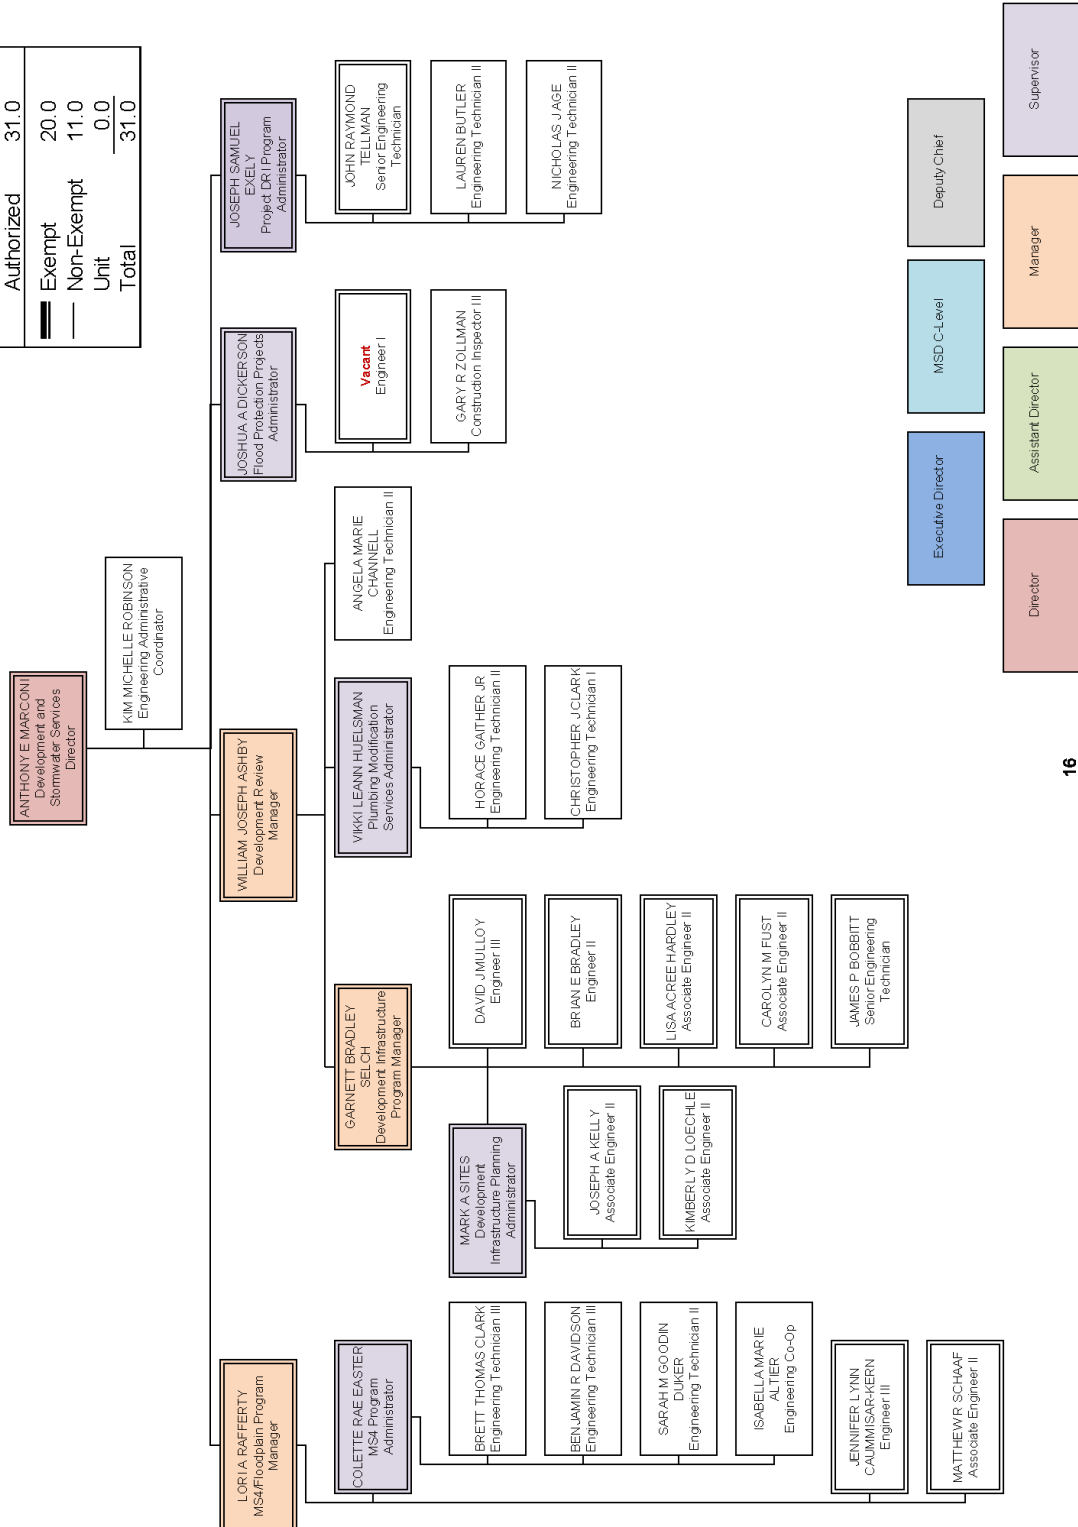 Authorized 31.0
Exempt 20.0
Non-Exempt 11.0
Unit 0.0
Total 31.0
ANTHONY E MARCONI
Development and
Stormwater Services
Director
KIM MICHELLE ROBINSON
Engineering Administrative
Coordinator
LORI A RAFFERTY
MS4/Floodplain Program
Manager
WILLIAM JOSEPH ASHBY
Development Review
Manager
JOSHUA A DICKERSON
Flood Protection Projects
Administrator
JOSEPH SAMUEL
EXELY
Project DRI Program
Administrator
COLETTE RAE EASTER
MS4 Program
Administrator
GARNETT BRADLEY
SELCH
Development Infrastructure
Program Manager
VIKKI LEANN HUELSMAN
Plumbing Modification
Services Administrator
ANGELA MARIE
CHANNELL
Engineering Technician II
Vacant
Engineer I
JOHN RAYMOND
TELLMAN
Senior Engineering
Technician
BRETT THOMAS CLARK
Engineering Technician III
MARK A SITES
Development
Infrastructure Planning
Administrator
DAVID J MULLOY
Engineer III
HORACE GAITHER JR
Engineering Technician II
GARY R ZOLLMAN
Construction Inspector III
LAUREN BUTLER
Engineering Technician II
BENJAMIN R DAVIDSON
Engineering Technician III
JOSEPH A KELLY
Associate Engineer II
BRIAN E BRADLEY
Engineer II
CHRISTOPHER J CLARK
Engineering Technician I
NICHOLAS J AGE
Engineering Technician II
SARAH M GOODIN
DUKER
Engineering Technician II
KIMBERLY D LOECHLE
Associate Engineer II
LISA ACREE HARDLEY
Associate Engineer II
ISABELLA MARIE
ALTIER
Engineering Co-Op
CAROLYN M FUST
Associate Engineer II
JENNIFER LYNN
CAUMMISAR-KERN
Engineer III
JAMES P BOBBITT
Senior Engineering
Technician
MATTHEW R SCHAAF
Associate Engineer II
Executive Director
MSD C-Level
Deputy Chief
Director
Assistant Director
Manager
Supervisor
16